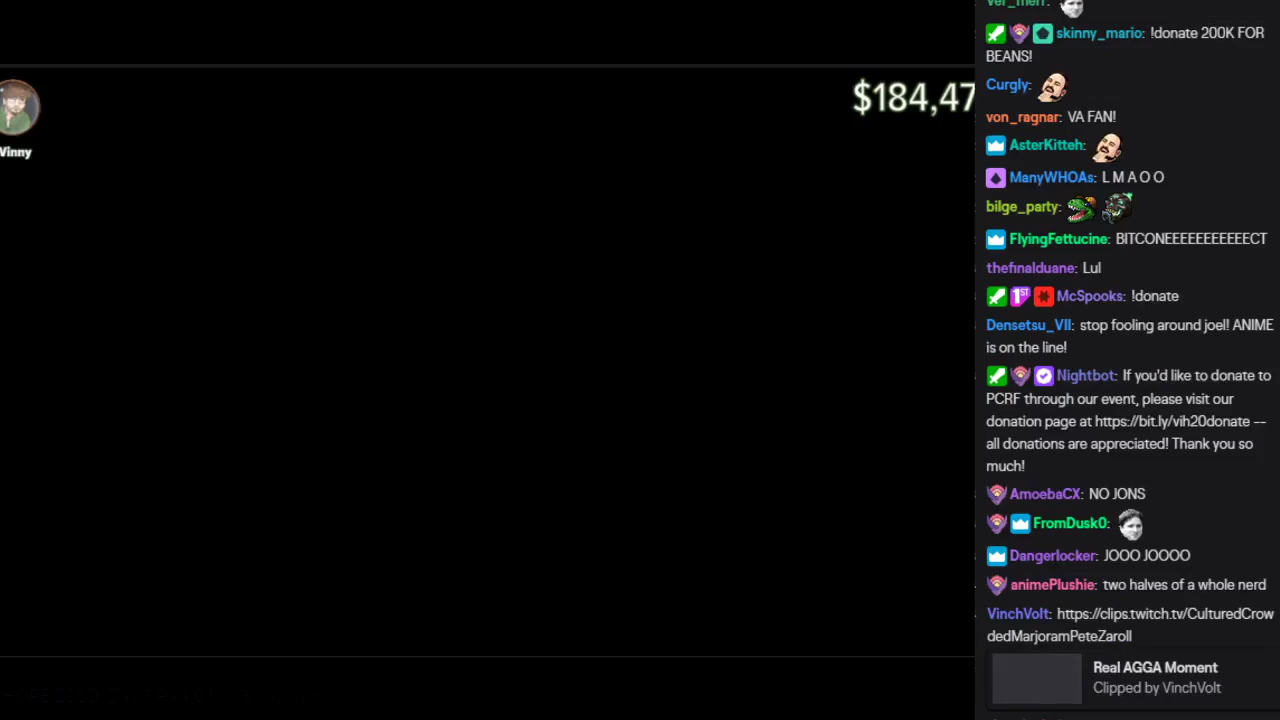 Ver_merr:
skinny_mario: !donate 200K FOR
BEANS!
Vinny
$184,47
Curgly:
von_ragnar: VA FAN!
AsterKitteh:
ManyWHOAs: L M A O O
bilge_party:
FlyingFettucine: BITCONEEEEEEEEEEECT
thefinalduane: Lul
1ST McSpooks: !donate
Densetsu_VII: stop fooling around joel! ANIME
is on the line!
Nightbot: If you'd like to donate to
PCRF through our event, please visit our
donation page at https://bit.ly/vih20donate --
all donations are appreciated! Thank you so
much!
AmoebaCX: NO JONS
FromDusk0:
Dangerlocker: JOOO JOOOO
animePlushie: two halves of a whole nerd
VinchVolt: https://clips.twitch.tv/CulturedCrow
dedMarjoramPeteZaroll
Real AGGA Moment
Clipped by VinchVolt